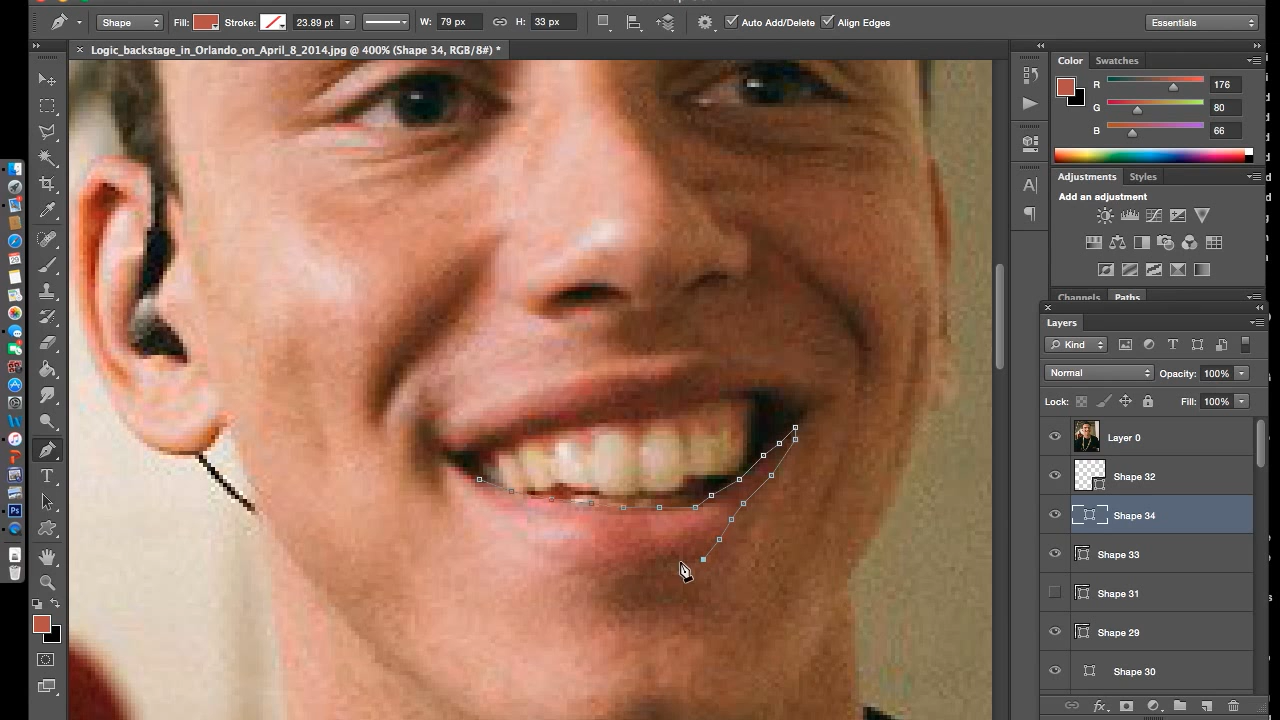 Shape
Fill:
Stroke:
23.89 pt
W: 79 px
H: 33 px
Auto Add/Delete
Align Edges
Essentials
Logic_backstage_in_Orlando_on_April_8_2014.jpg @ 400% (Shape 34, RGB/8#) *
Color
Swatches
R 176
G 80
B 66
Adjustments
Styles
Add an adjustment
Channels
Paths
Layers
Kind
Normal
Opacity: 100%
Lock:
Fill: 100%
Layer 0
Shape 32
Shape 34
Shape 33
Shape 31
Shape 29
Shape 30